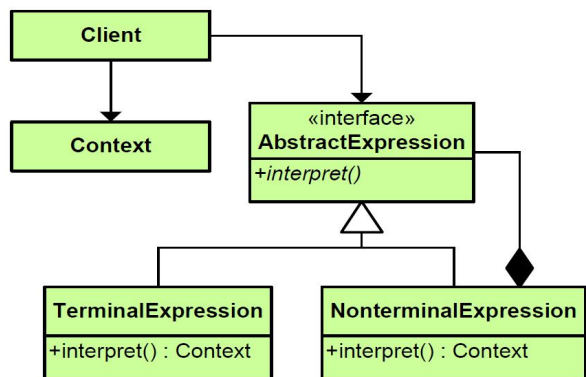 Client
Context
«interface»
AbstractExpression
+interpret()
TerminalExpression
+interpret() : Context
NonterminalExpression
+interpret() : Context